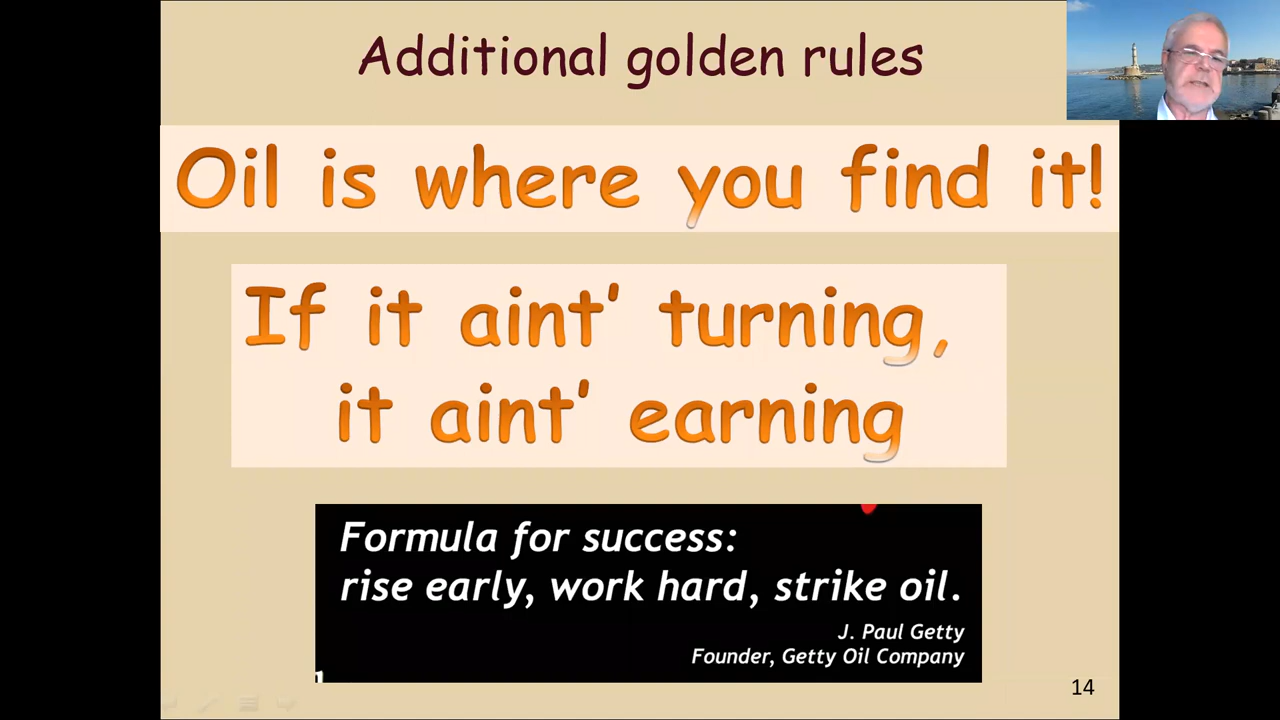 Additional golden rules
Oil is where you find it!
If it aint' turning,
it aint' earning
Formula for success:
rise early, work hard, strike oil.
J. Paul Getty
Founder, Getty Oil Company
14